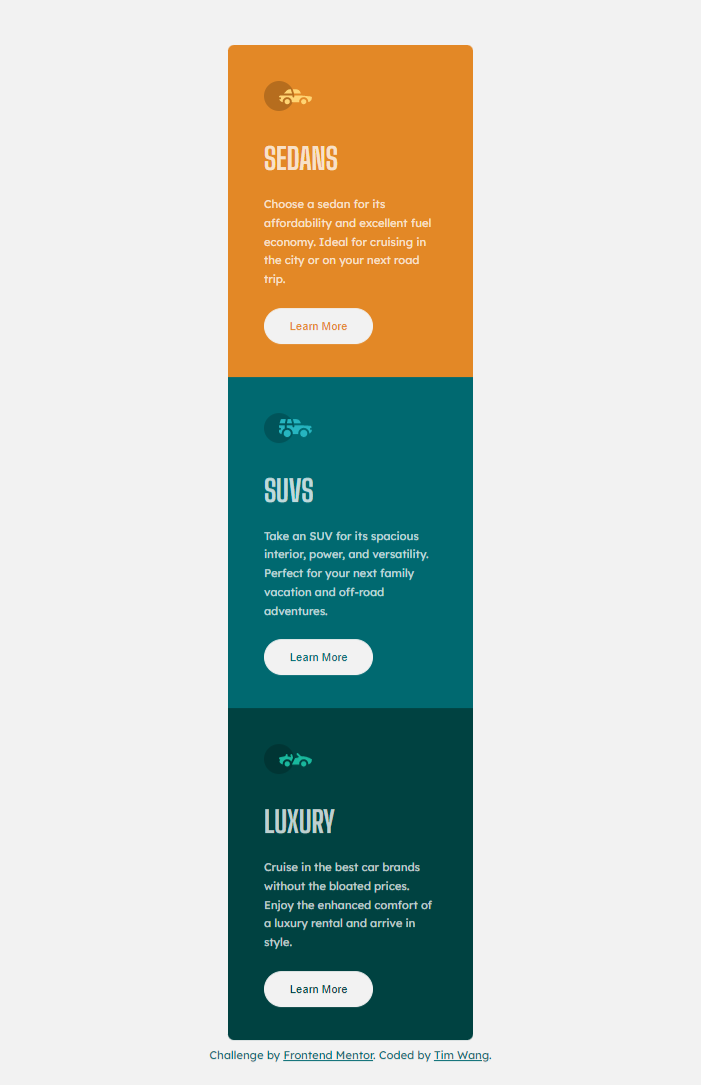 SEDANS
Choose a sedan for its
affordability and excellent fuel
economy. Ideal for cruising in
the city or on your next road
trip.
Learn More
SUVS
Take an SUV for its spacious
interior, power, and versatility.
Perfect for your next family
vacation and off-road
adventures.
Learn More
LUXURY
Cruise in the best car brands
without the bloated prices.
Enjoy the enhanced comfort of
a luxury rental and arrive in
style.
Learn More
Challenge by Frontend Mentor. Coded by Tim Wang.